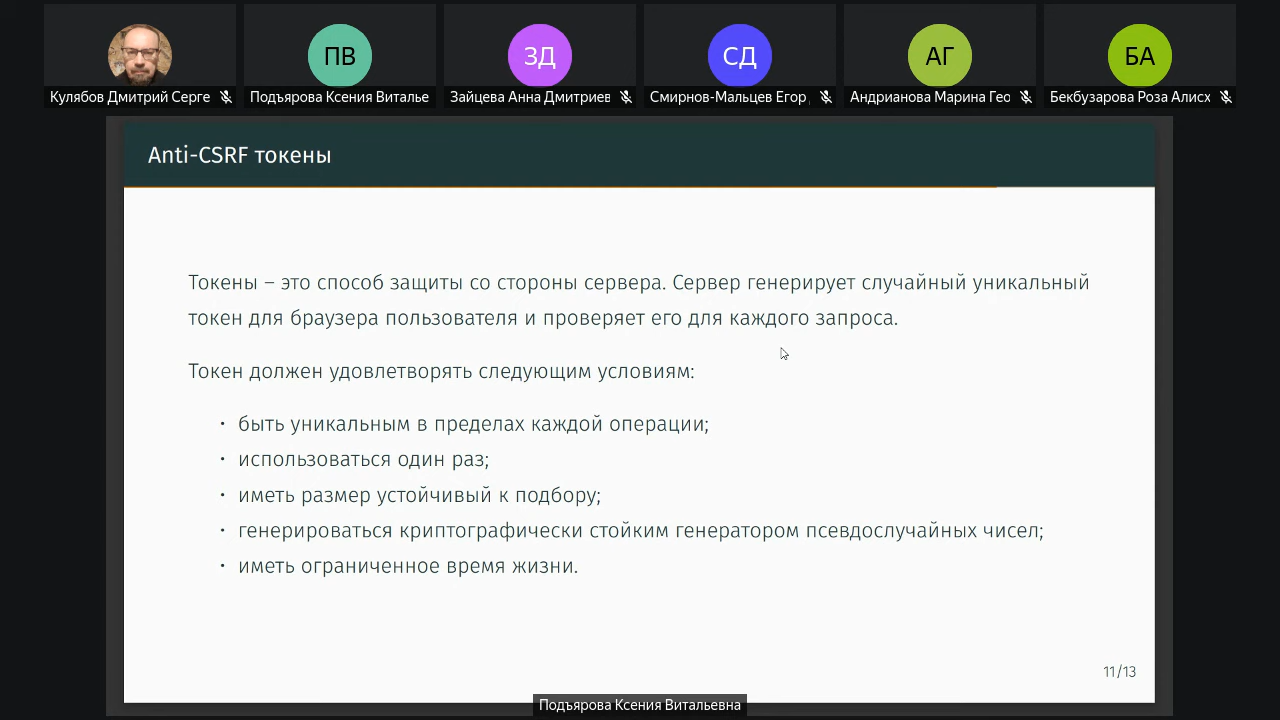 ПВ
ЗД
СД
АГ
БА
Кулябов Дмитрий Серге
Подъярова Ксения Виталье
Зайцева Анна Дмитриев
Смирнов-Мальцев Егор
Андрианова Марина Гео
Бекбузарова Роза Алисх
Anti-CSRF токены
Токены – это способ защиты со стороны сервера. Сервер генерирует случайный уникальный
токен для браузера пользователя и проверяет его для каждого запроса.
Токен должен удовлетворять следующим условиям:
• быть уникальным в пределах каждой операции;
• использоваться один раз;
• иметь размер устойчивый к подбору;
• генерироваться криптографически стойким генератором псевдослучайных чисел;
• иметь ограниченное время жизни.
11/13
Подъярова Ксения Витальевна